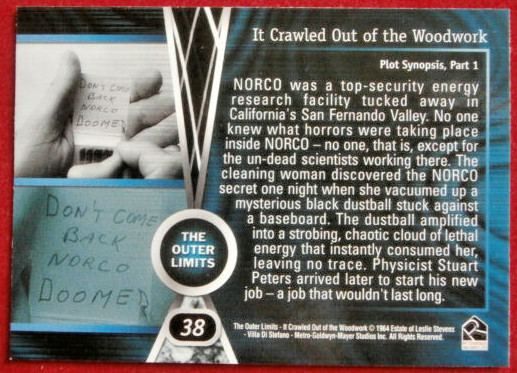 It Crawled Out of the Woodwork
Plot Synopsis, Part 1
NORCO was a top-security energy
research facility tucked away in
California's San Fernando Valley. No one
knew what horrors were taking place
inside NORCO – no one, that is, except for
the un-dead scientists working there. The
cleaning woman discovered the NORCO
secret one night when she vacuumed up a
mysterious black dustball stuck against
a baseboard. The dustball amplified
into a strobing, chaotic cloud of lethal
energy that instantly consumed her,
leaving no trace. Physicist Stuart
Peters arrived later to start his new
job – a job that wouldn't last long.
DON'T COME
BACK
NORCO
DOOMED
DON'T COME
BACK
NORCO
DOOMED
THE
OUTER
LIMITS
38
The Outer Limits - It Crawled Out of the Woodwork © 1964 Estate of Leslie Stevens
- Villa Di Stefano - Metro-Goldwyn-Mayer Studios Inc. All Rights Reserved.